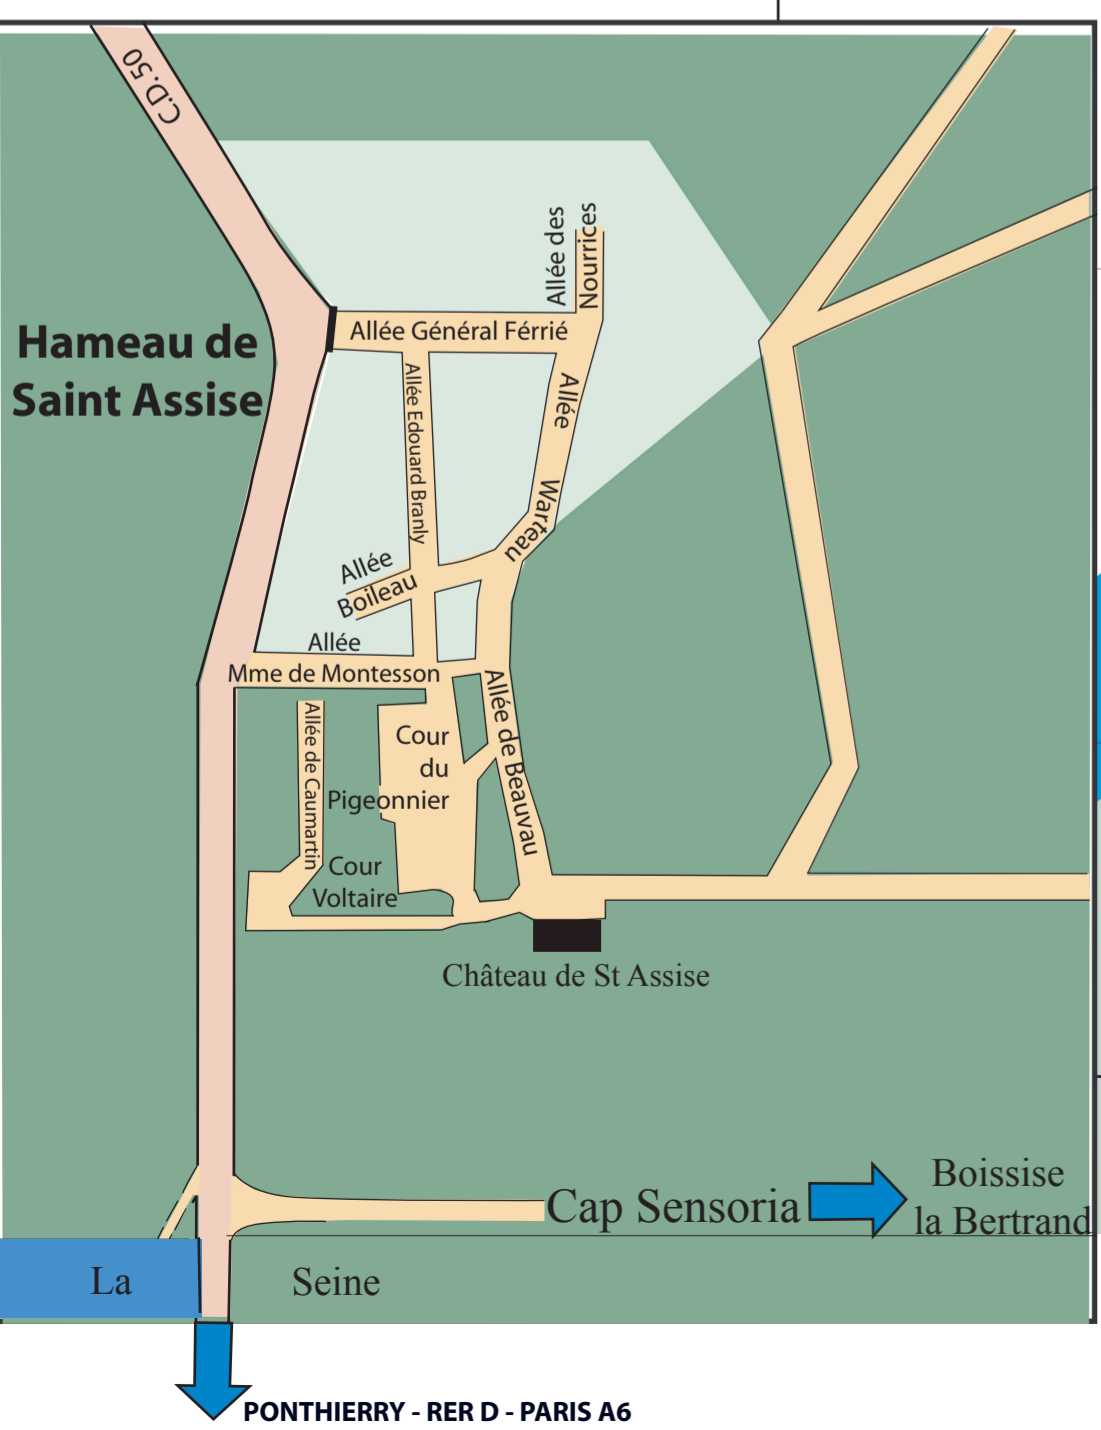 C.D.50
Allée des
Nourrices
Hameau de
Saint Assise
Allée Général Férrié
Allée Edouard Branly
Allée
Warteau
Allée
Boileau
Allée
Mme de Montesson
Allée de Caumartin
Cour
du
Pigeonnier
Allée de Beauvau
Cour
Voltaire
Château de St Assise
Cap Sensoria
Boissise
la Bertrand
La
Seine
PONTHIERRY - RER D - PARIS A6